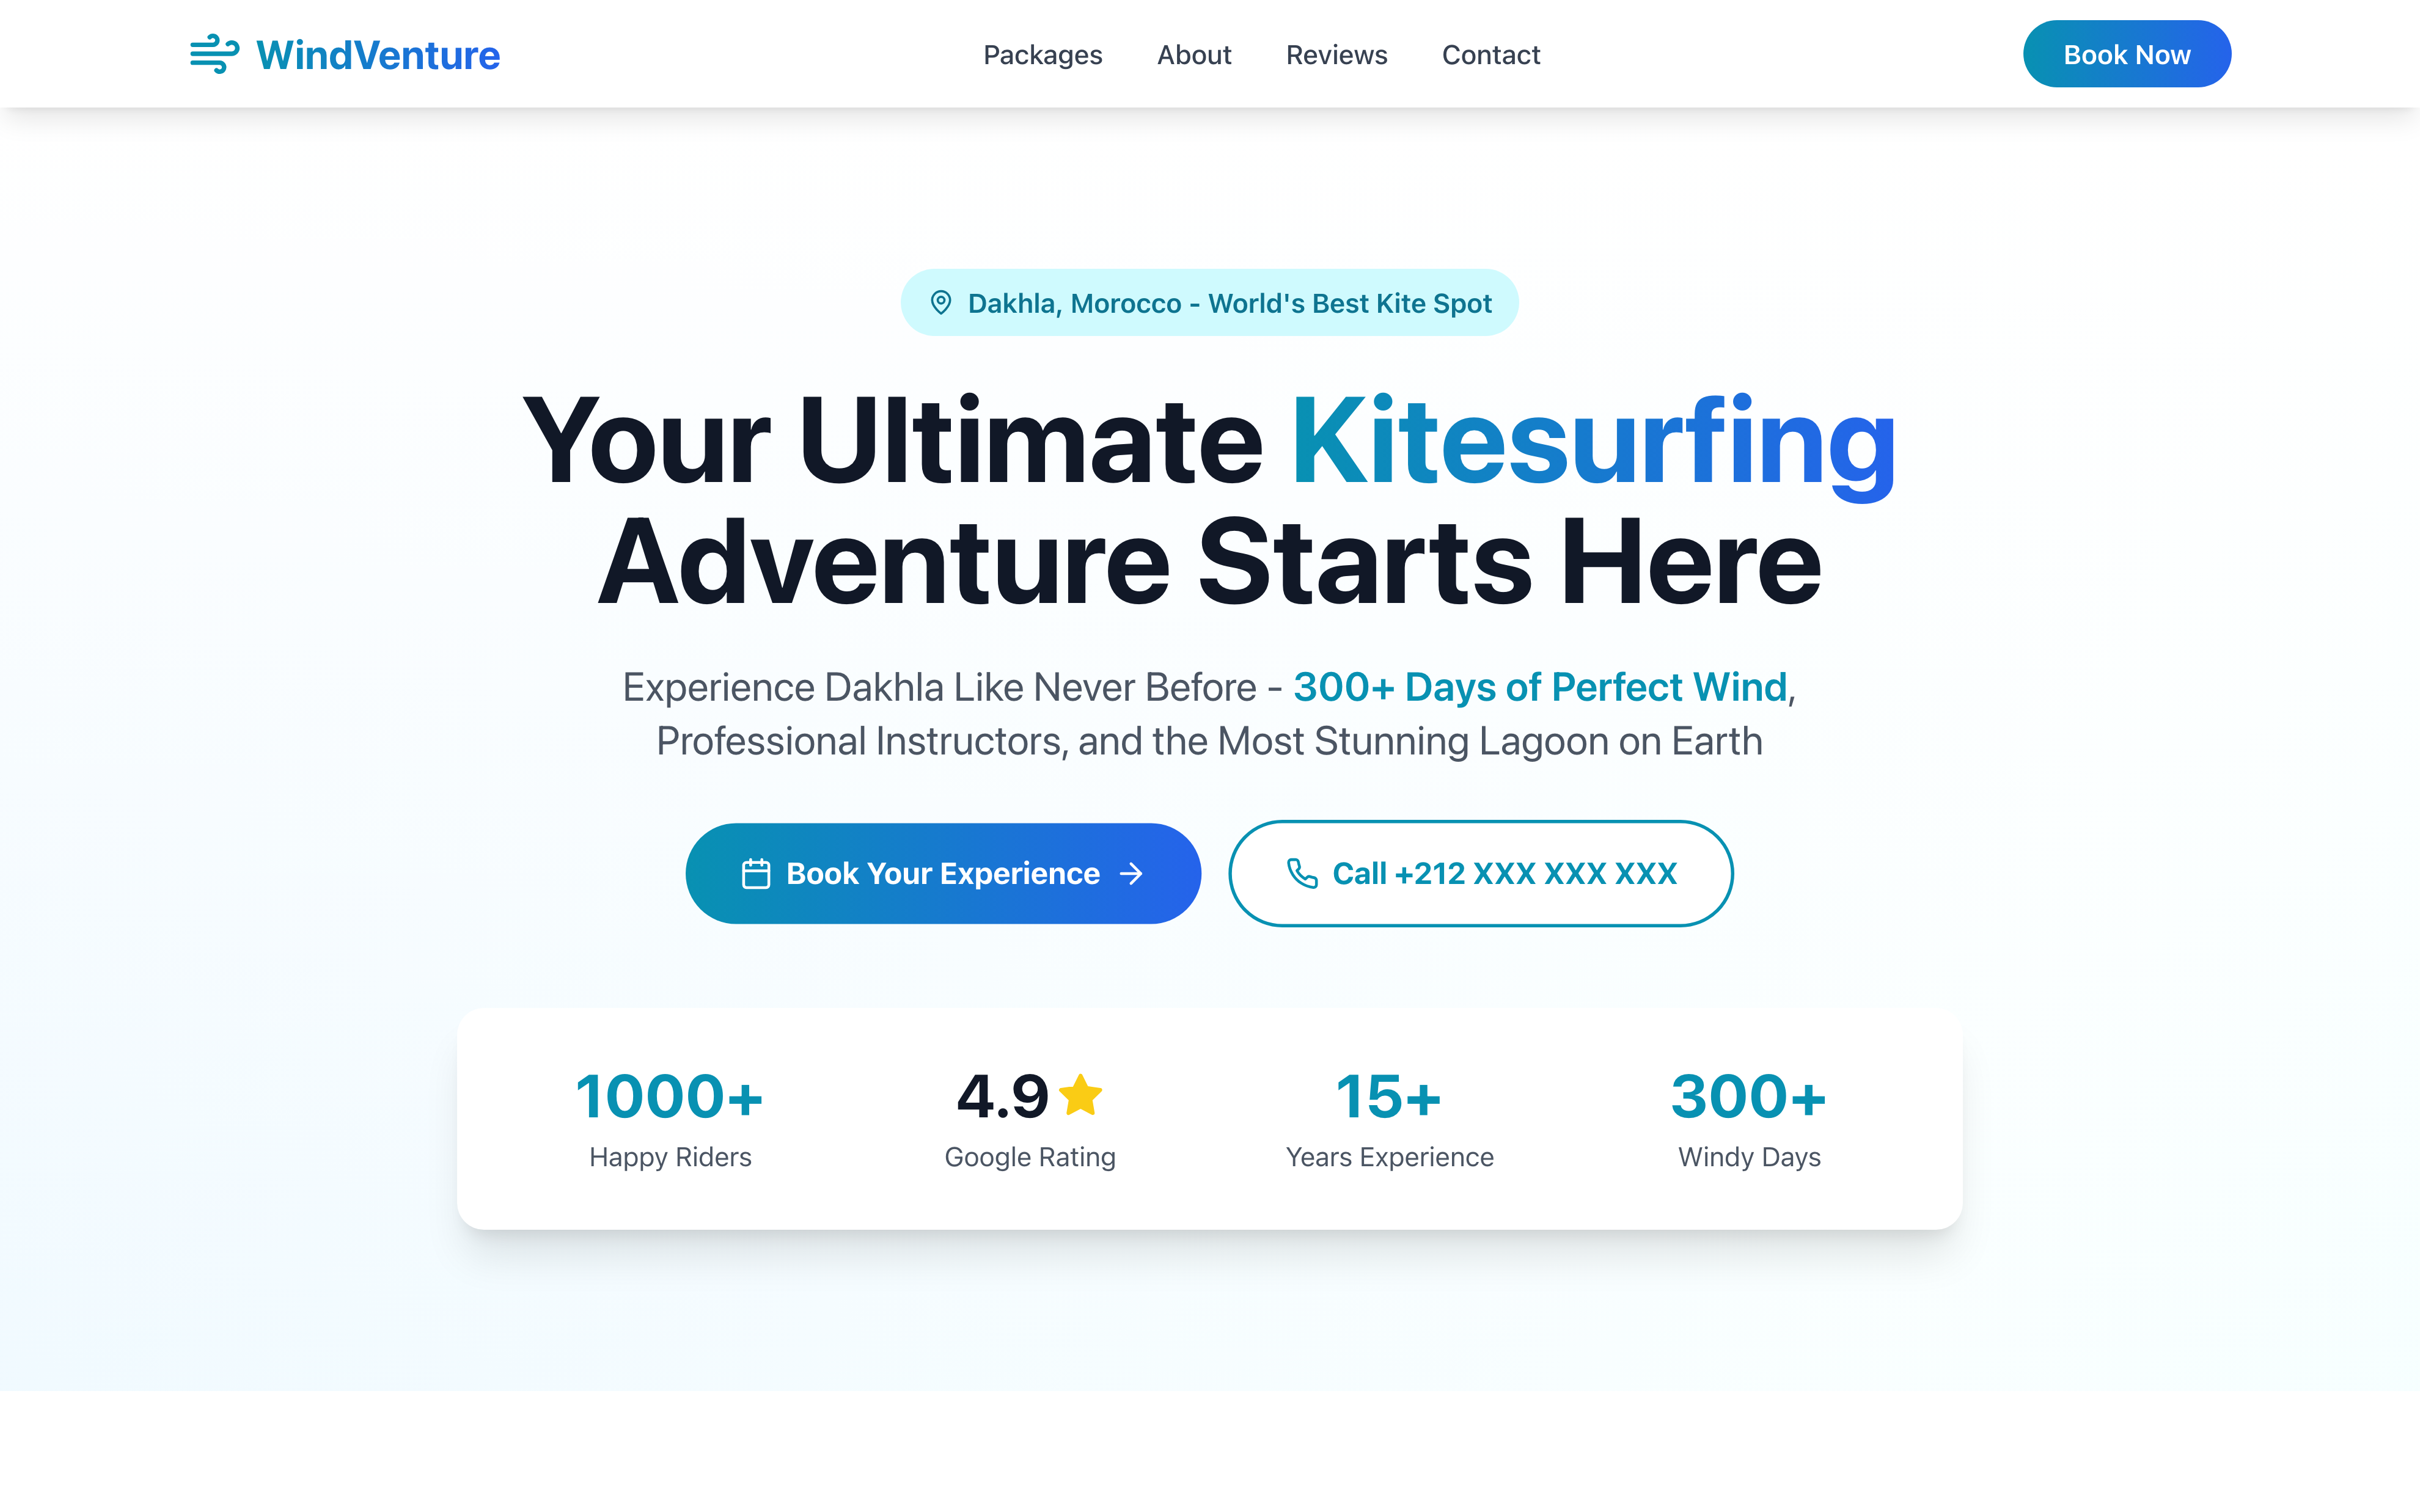 WindVenture
Packages
About
Reviews
Contact
Book Now
Dakhla, Morocco - World's Best Kite Spot
Your Ultimate Kitesurfing
Adventure Starts Here
Experience Dakhla Like Never Before - 300+ Days of Perfect Wind,
Professional Instructors, and the Most Stunning Lagoon on Earth
Book Your Experience
Call +212 XXX XXX XXX
1000+
Happy Riders
4.9
Google Rating
15+
Years Experience
300+
Windy Days